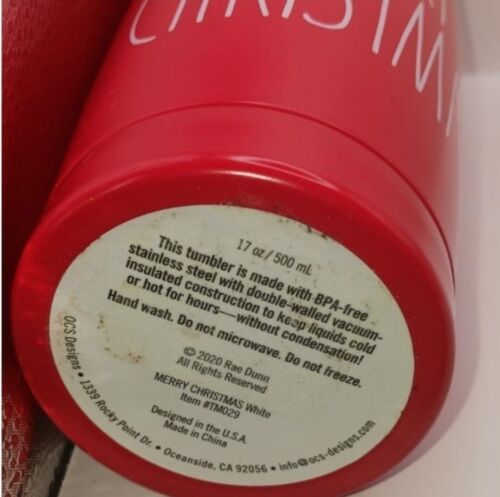 CHRISTMA
17 oz / 500 mL
This tumbler is made with BPA-free
stainless steel with double-walled vacuum-
insulated construction to keep liquids cold
or hot for hours—without condensation!
Hand wash. Do not microwave. Do not freeze.
© 2020 Rae Dunn
All Rights Reserved
MERRY CHRISTMAS White
Item #TM029
Designed in the U.S.A.
Made in China
OCS Designs • 1339 Rocky Point Dr. • Oceanside, CA 92056 • info@ocs-designs.com